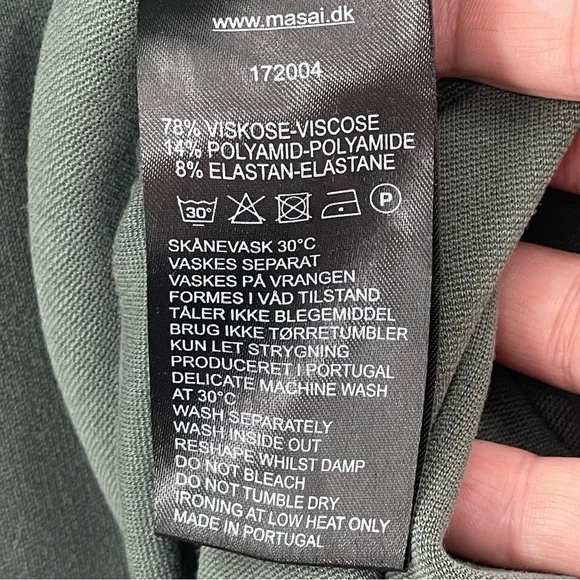 www.masai.dk
172004
78% VISKOSE-VISCOSE
14% POLYAMID-POLYAMIDE
8% ELASTAN-ELASTANE
30° P
SKÅNEVASK 30°C
VASKES SEPARAT
VASKES PÅ VRANGEN
FORMES I VÅD TILSTAND
TÅLER IKKE BLEGEMIDDEL
BRUG IKKE TØRRETUMBLER
KUN LET STRYGNING
PRODUCERET I PORTUGAL
DELICATE MACHINE WASH
AT 30°C
WASH SEPARATELY
WASH INSIDE OUT
RESHAPE WHILST DAMP
DO NOT BLEACH
DO NOT TUMBLE DRY
IRONING AT LOW HEAT ONLY
MADE IN PORTUGAL